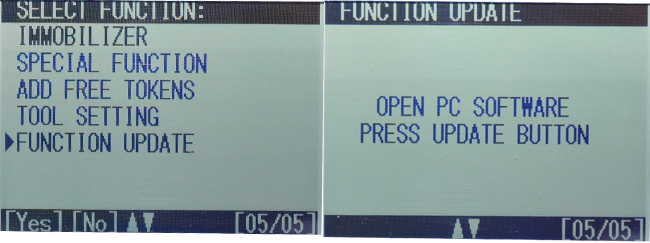 SELECT FUNCTION:
IMMOBILIZER
SPECIAL FUNCTION
ADD FREE TOKENS
TOOL SETTING
▶FUNCTION UPDATE
[Yes] [No] ▲▼ [05/05]
FUNCTION UPDATE
OPEN PC SOFTWARE
PRESS UPDATE BUTTON
▲▼ [05/05]